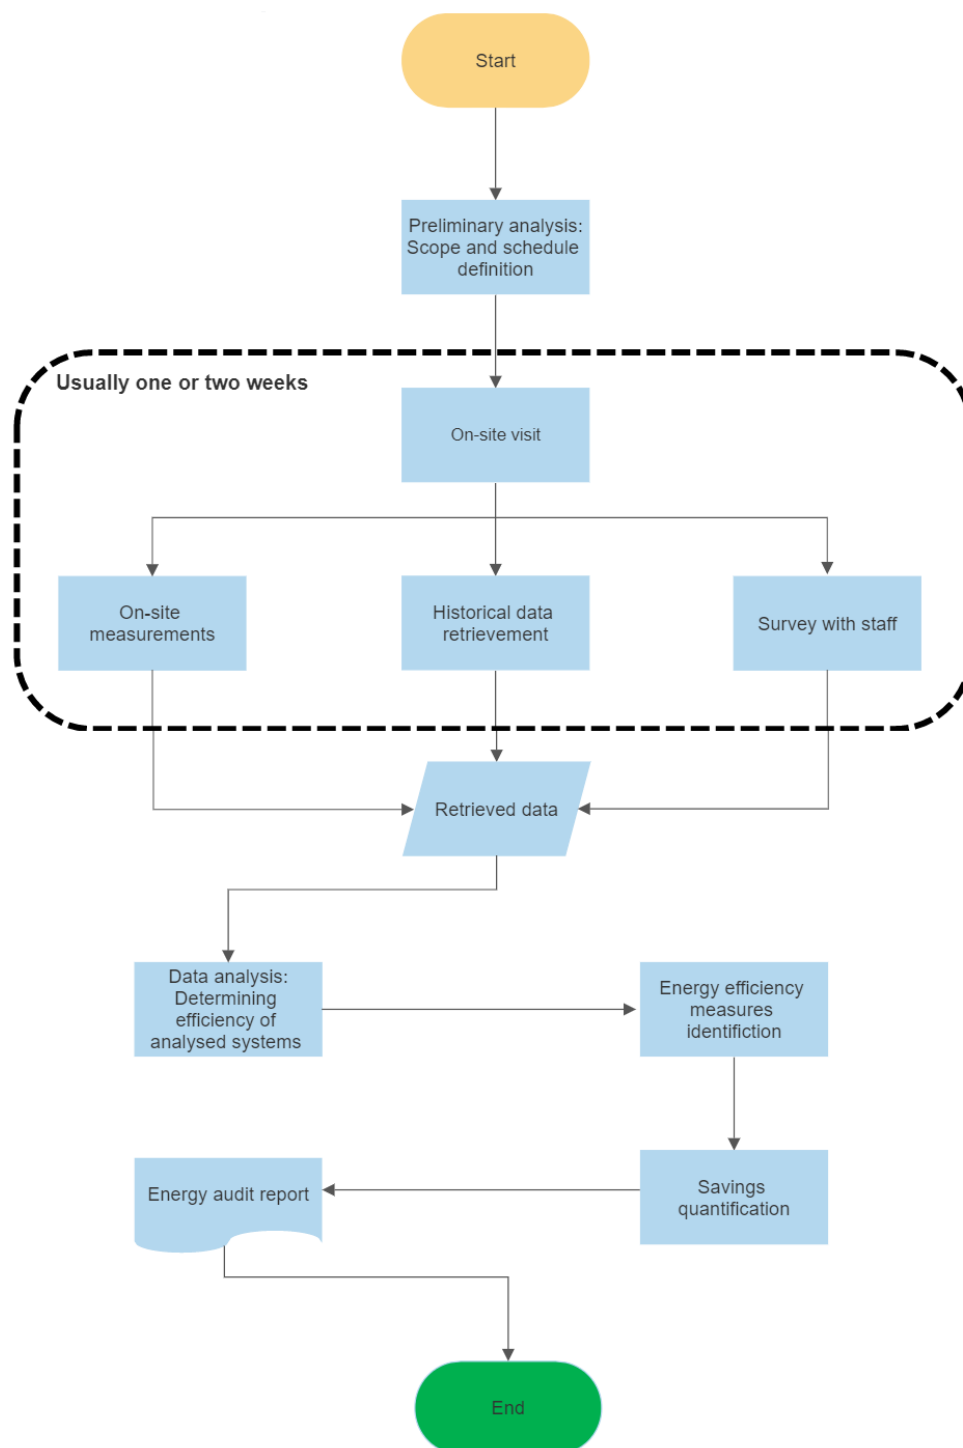 Start
Preliminary analysis:
Scope and schedule
definition
Usually one or two weeks
On-site visit
On-site
measurements
Historical data
retrievement
Survey with staff
Retrieved data
Data analysis:
Determining
efficiency of
analysed systems
Energy efficiency
measures
identifiction
Savings
quantification
Energy audit report
End